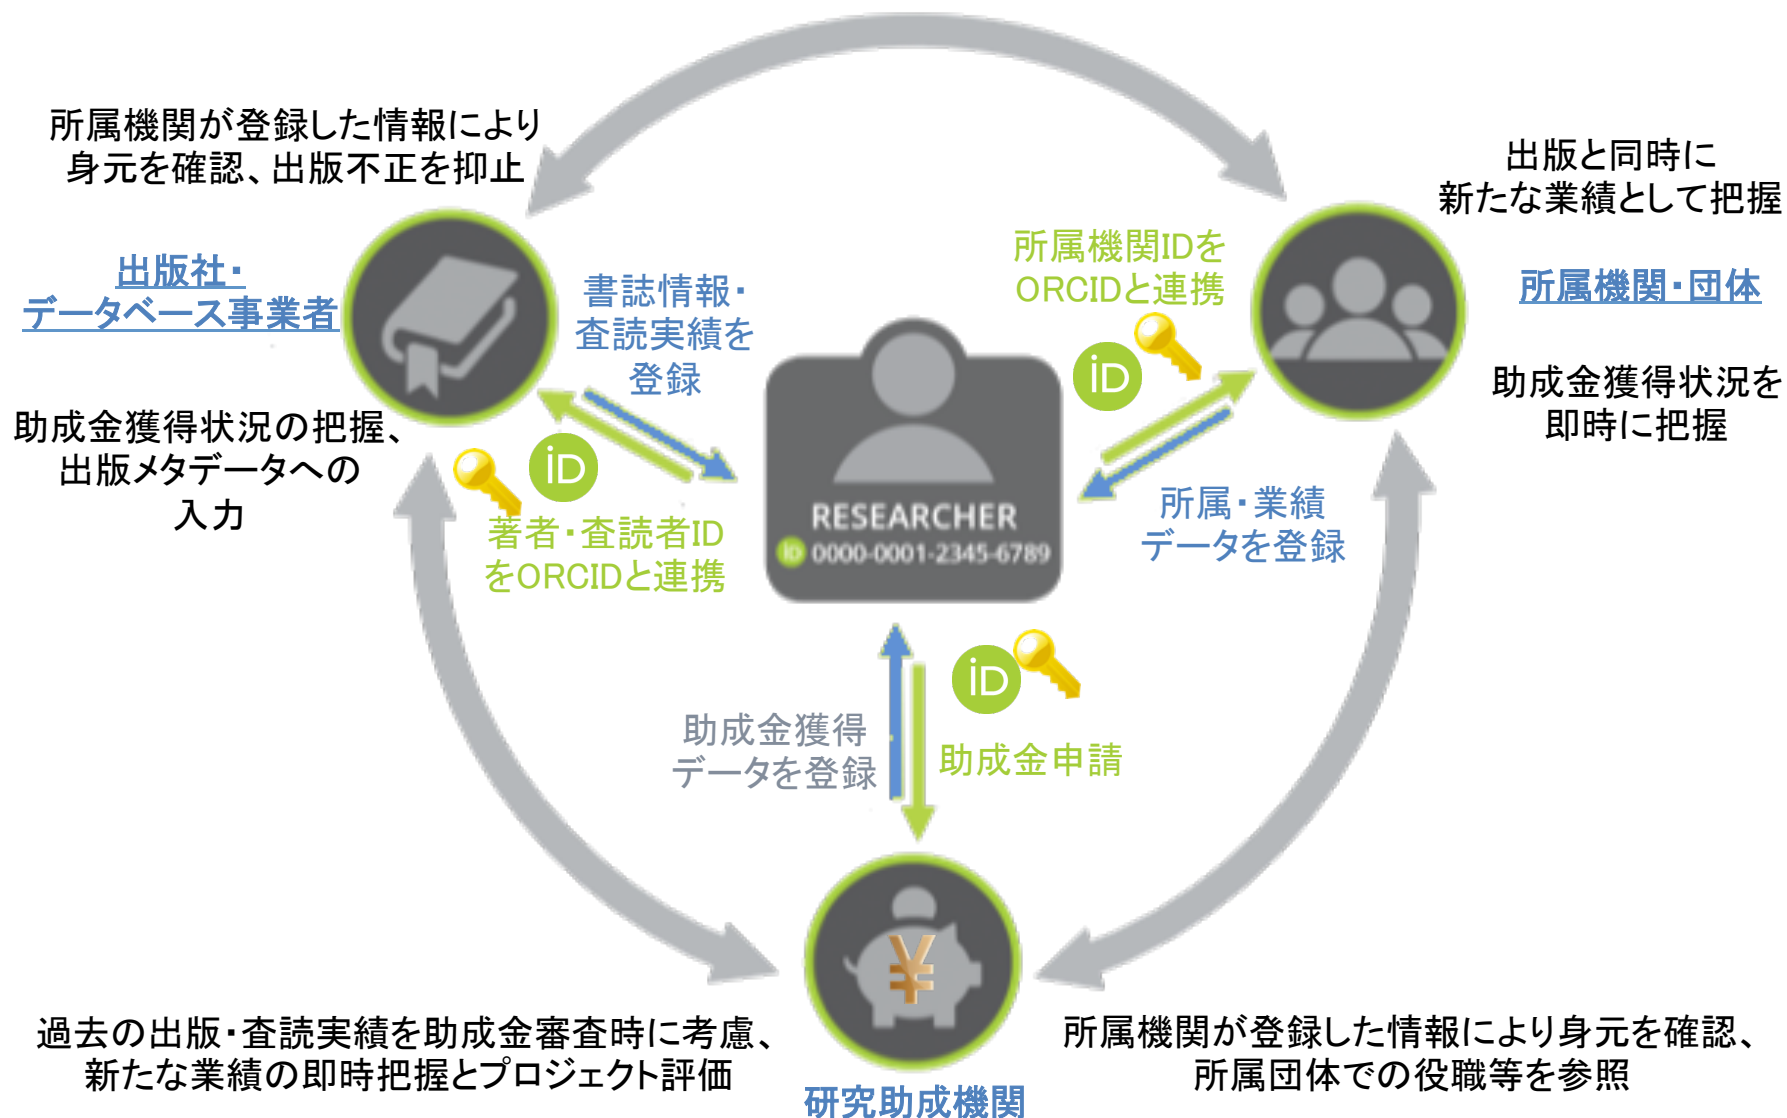 所属機関が登録した情報により
身元を確認、出版不正を抑止
出版社・
データベース事業者
助成金獲得状況の把握、
出版メタデータへの
入力
書誌情報・
査読実績を
登録
iD
著者・査読者ID
をORCIDと連携
所属機関IDを
ORCIDと連携
iD
出版と同時に
新たな業績として把握
所属機関・団体
助成金獲得状況を
即時に把握
所属・業績
データを登録
RESEARCHER
iD 0000-0001-2345-6789
iD
助成金獲得
データを登録
助成金申請
¥
過去の出版・査読実績を助成金審査時に考慮、
新たな業績の即時把握とプロジェクト評価
研究助成機関
所属機関が登録した情報により身元を確認、
所属団体での役職等を参照